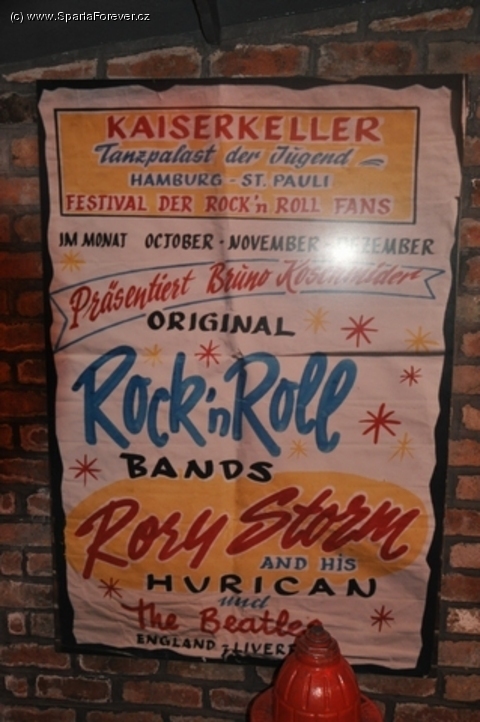 (c) www.SpartaForever.cz
KAISERKELLER
Tanzpalast der Jugend
HAMBURG - ST. PAULI
FESTIVAL DER ROCK'n ROLL FANS
IM MONAT OCTOBER - NOVEMBER - DEZEMBER
Präsentiert Bruno Koschmider
ORIGINAL
Rock'n Roll
BANDS
Rory Storm
AND HIS
HURICAN
und
The Beatles
ENGLAND - LIVERP